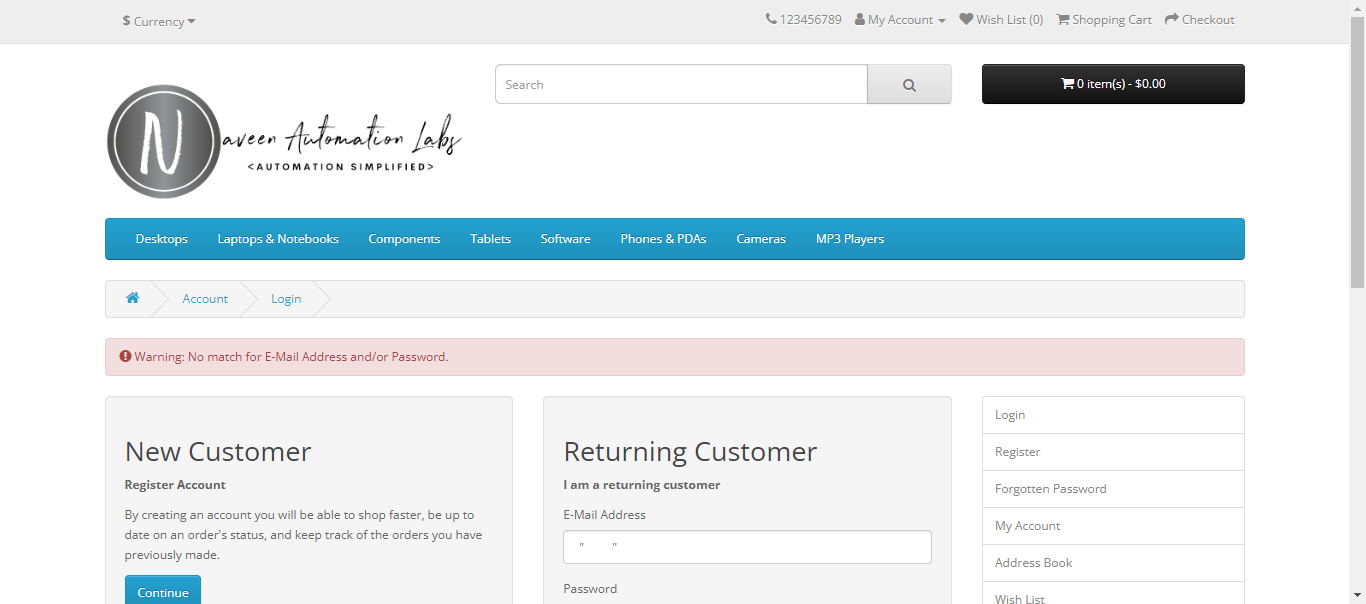 $ Currency
123456789 My Account Wish List (0) Shopping Cart Checkout
Search
0 item(s) - $0.00
N
aveen Automation Labs
<AUTOMATION SIMPLIFIED>
Desktops Laptops & Notebooks Components Tablets Software Phones & PDAs Cameras MP3 Players
Account Login
Warning: No match for E-Mail Address and/or Password.
New Customer
Register Account
By creating an account you will be able to shop faster, be up to
date on an order's status, and keep track of the orders you have
previously made.
Continue
Returning Customer
I am a returning customer
E-Mail Address
" "
Password
Login
Register
Forgotten Password
My Account
Address Book
Wish List